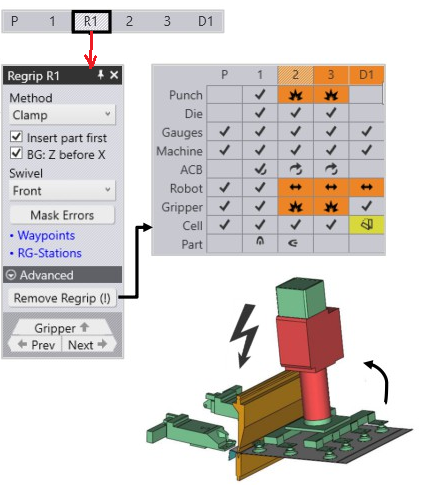 P 1 R1 2 3 D1
Regrip R1
Method
Clamp
Insert part first
BG: Z before X
Swivel
Front
Mask Errors
• Waypoints
• RG-Stations
Advanced
Remove Regrip (!)
Gripper
Prev Next
P 1 2 3 D1
Punch
Die
Gauges
Machine
ACB
Robot
Gripper
Cell
Part